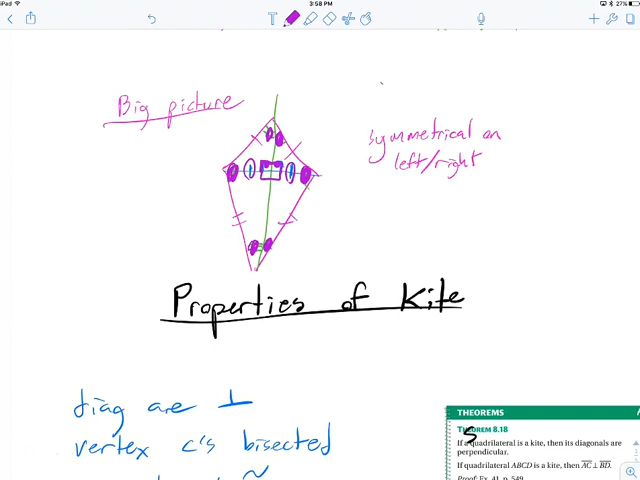 iPad
3:58 PM
27%
T
Big picture
symmetrical on
left/right
Properties of Kite
diag are ⊥
vertex ∠'s bisected
THEOREMS
THEOREM 8.18
If a quadrilateral is a kite, then its diagonals are
perpendicular.
If quadrilateral ABCD is a kite, then AC ⊥ BD.
Proof: Ex. 41, p. 549